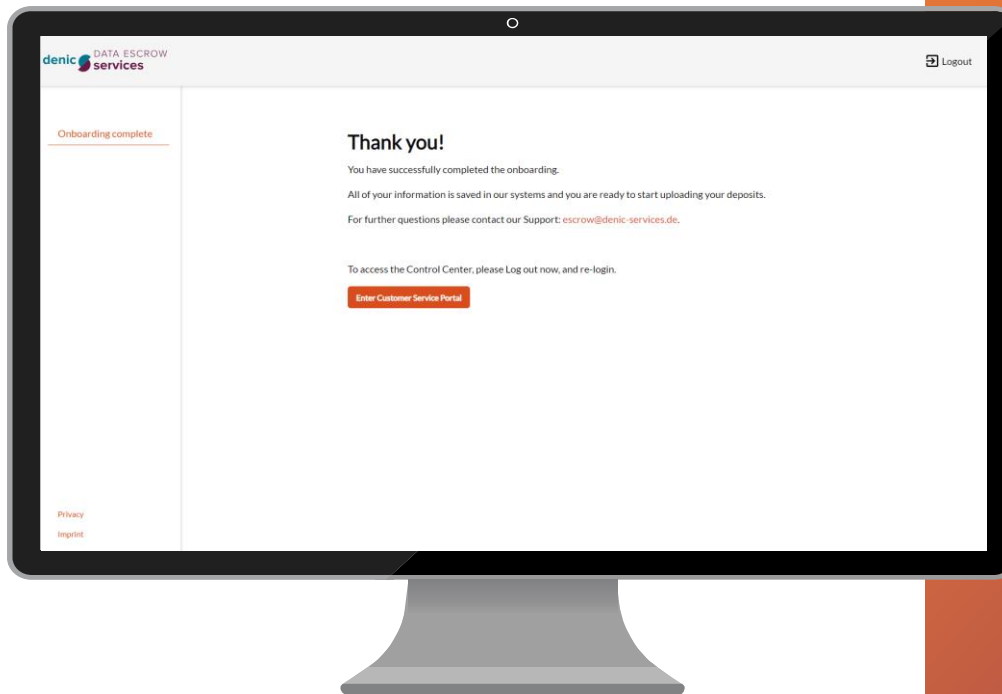 denic DATA ESCROW
services
Logout
Onboarding complete
Thank you!
You have successfully completed the onboarding.
All of your information is saved in our systems and you are ready to start uploading your deposits.
For further questions please contact our Support: escrow@denic-services.de.
To access the Control Center, please Log out now, and re-login.
Enter Customer Service Portal
Privacy
Imprint